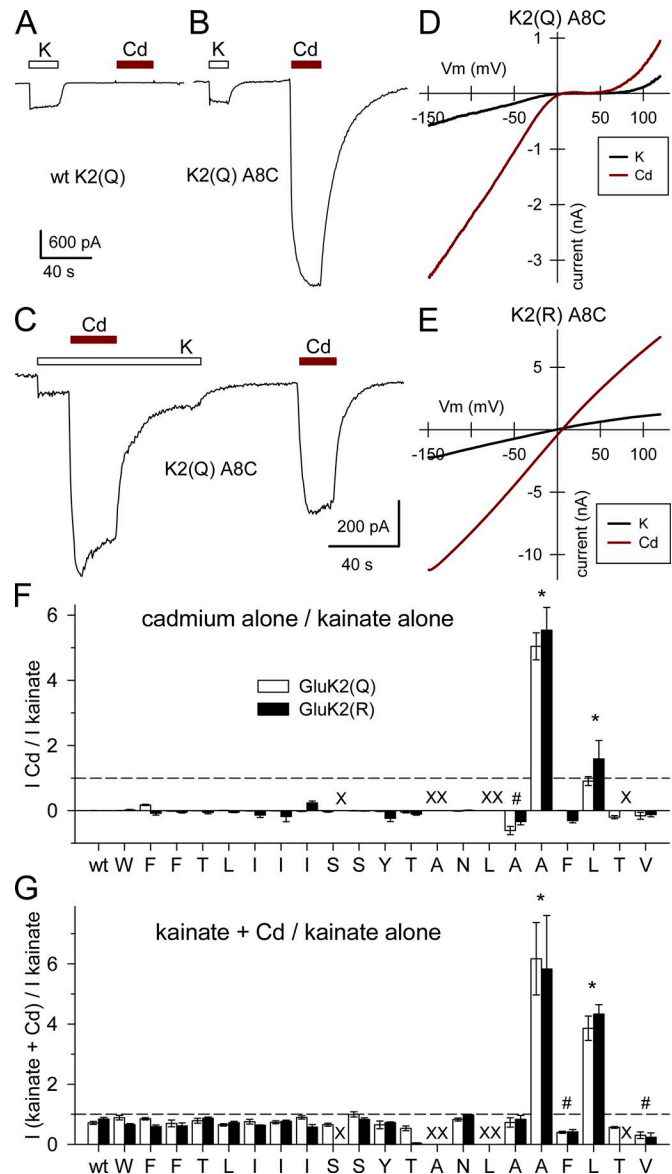 A
K
Cd
wt K2(Q)
600 pA
40 s
B
K
Cd
K2(Q) A8C
C
Cd
K
Cd
K2(Q) A8C
200 pA
40 s
D
K2(Q) A8C
Vm (mV)
1
-150
-50
50
100
-1
-2
-3
current (nA)
K
Cd
E
K2(R) A8C
Vm (mV)
5
-150
-50
50
100
-5
-10
current (nA)
K
Cd
F
cadmium alone / kainate alone
I Cd / I kainate
6
4
2
0
GluK2(Q)
GluK2(R)
X XX XX # * * X
wt W F F T L I I I S S Y T A N L A A F L T V
G
kainate + Cd / kainate alone
I (kainate + Cd) / I kainate
6
4
2
0
X XX XX * # * X #
wt W F F T L I I I S S Y T A N L A A F L T V